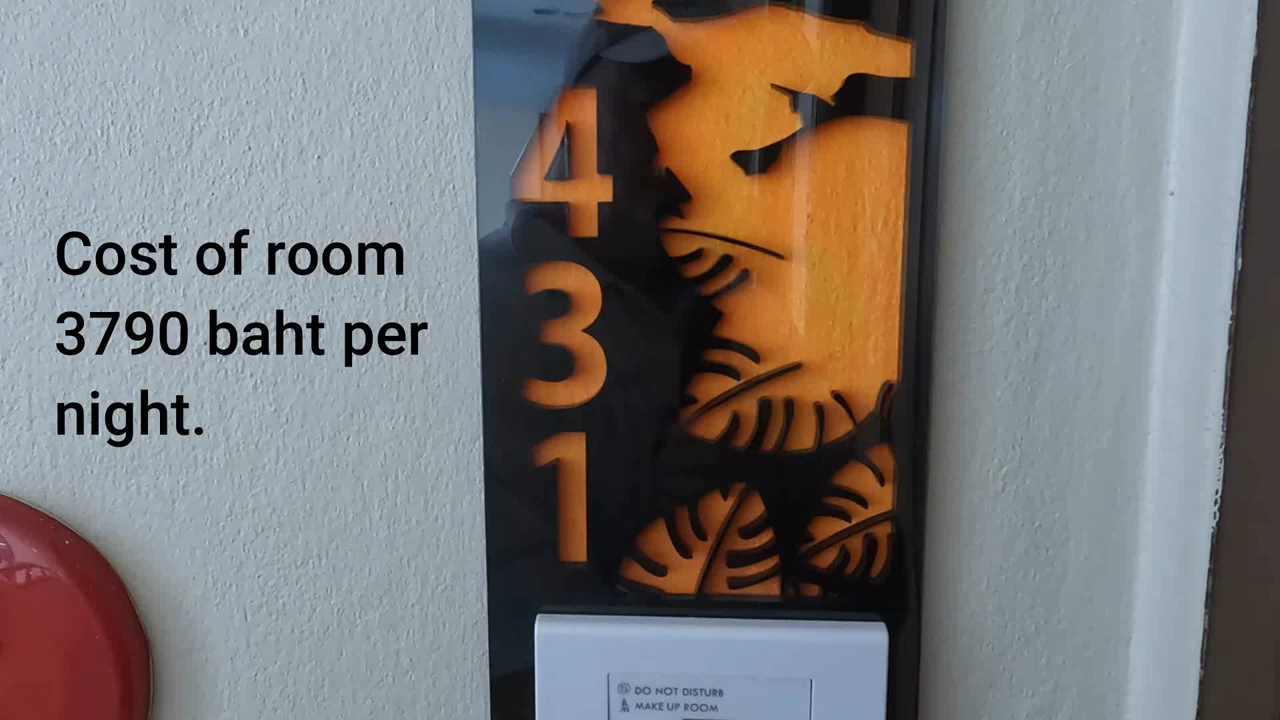 Cost of room
3790 baht per
night.
4
3
1
DO NOT DISTURB
MAKE UP ROOM